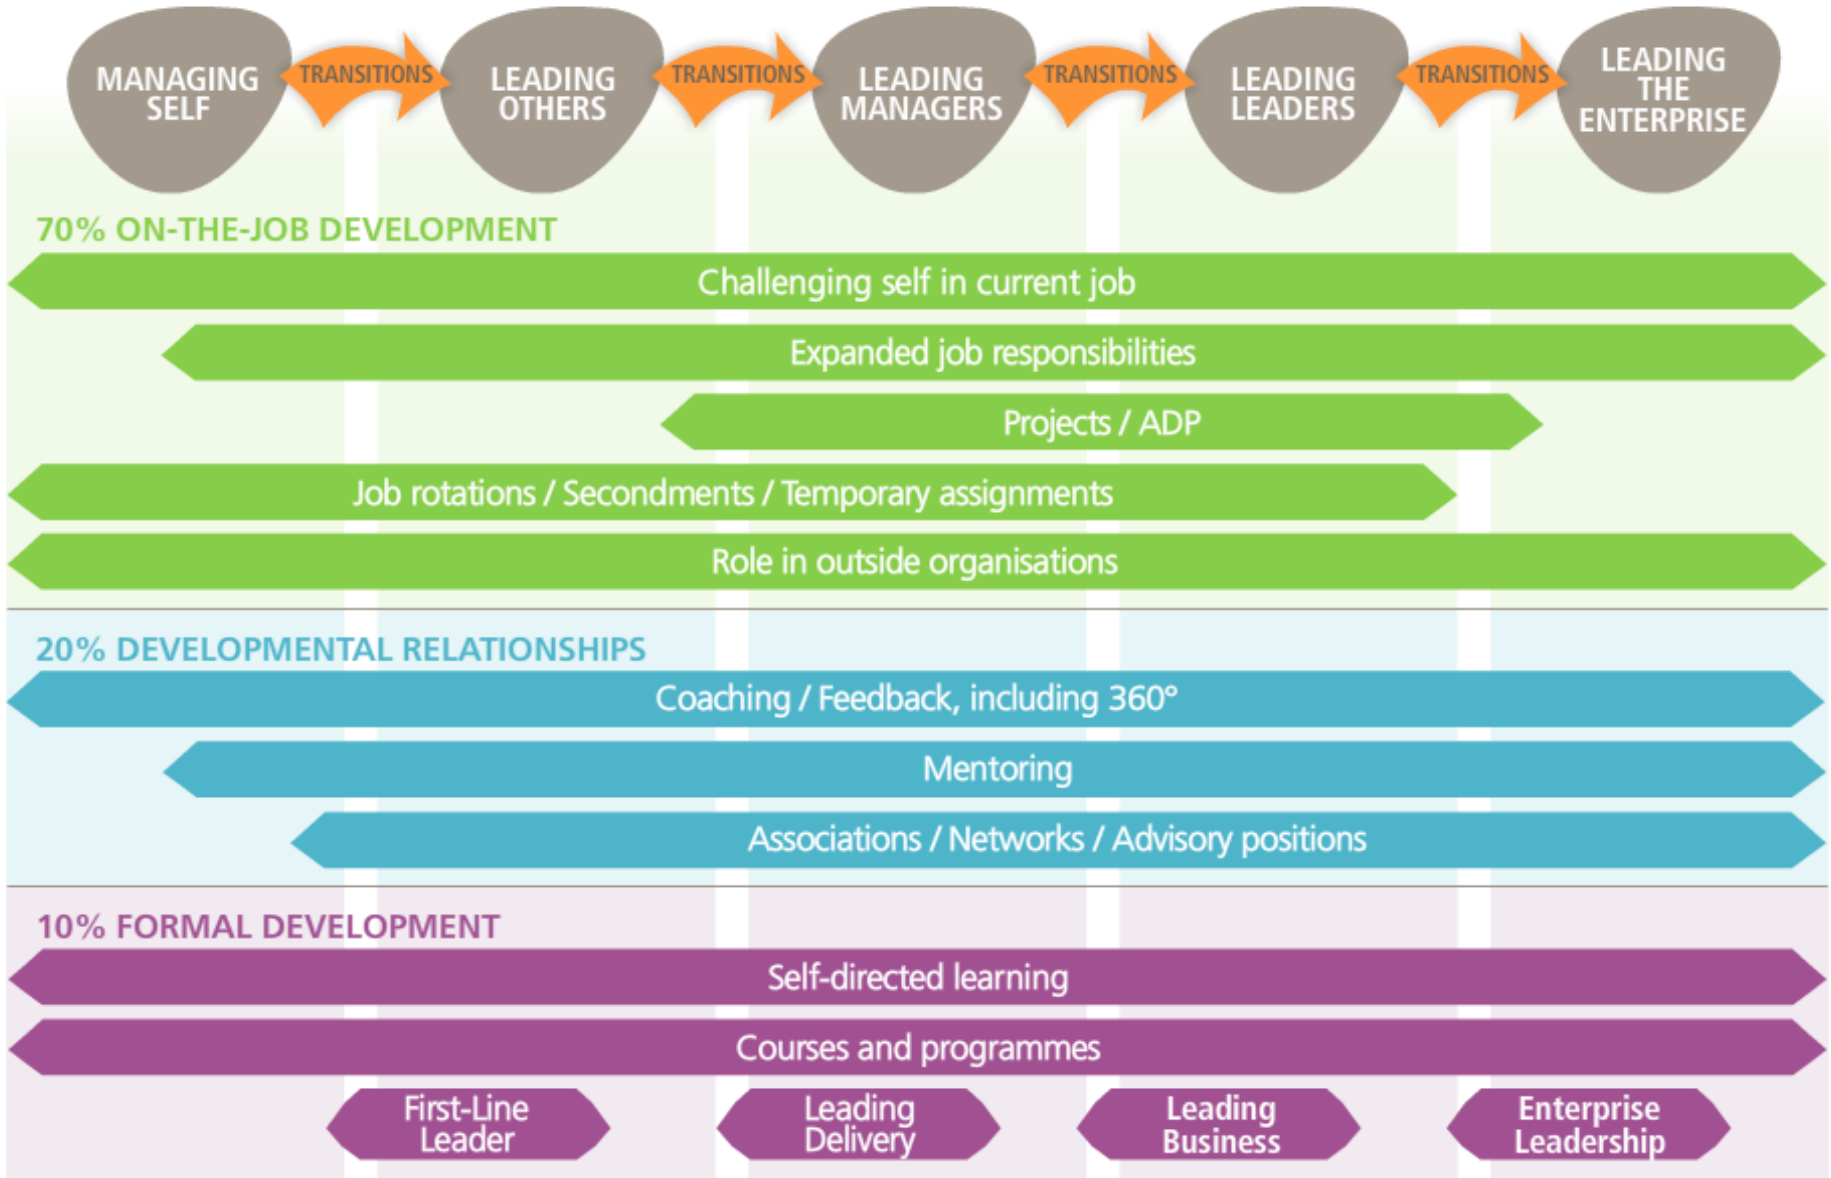 MANAGING
SELF
TRANSITIONS
LEADING
OTHERS
TRANSITIONS
LEADING
MANAGERS
TRANSITIONS
LEADING
LEADERS
TRANSITIONS
LEADING
THE
ENTERPRISE
70% ON-THE-JOB DEVELOPMENT
Challenging self in current job
Expanded job responsibilities
Projects / ADP
Job rotations / Secondments / Temporary assignments
Role in outside organisations
20% DEVELOPMENTAL RELATIONSHIPS
Coaching / Feedback, including 360°
Mentoring
Associations / Networks / Advisory positions
10% FORMAL DEVELOPMENT
Self-directed learning
Courses and programmes
First-Line
Leader
Leading
Delivery
Leading
Business
Enterprise
Leadership